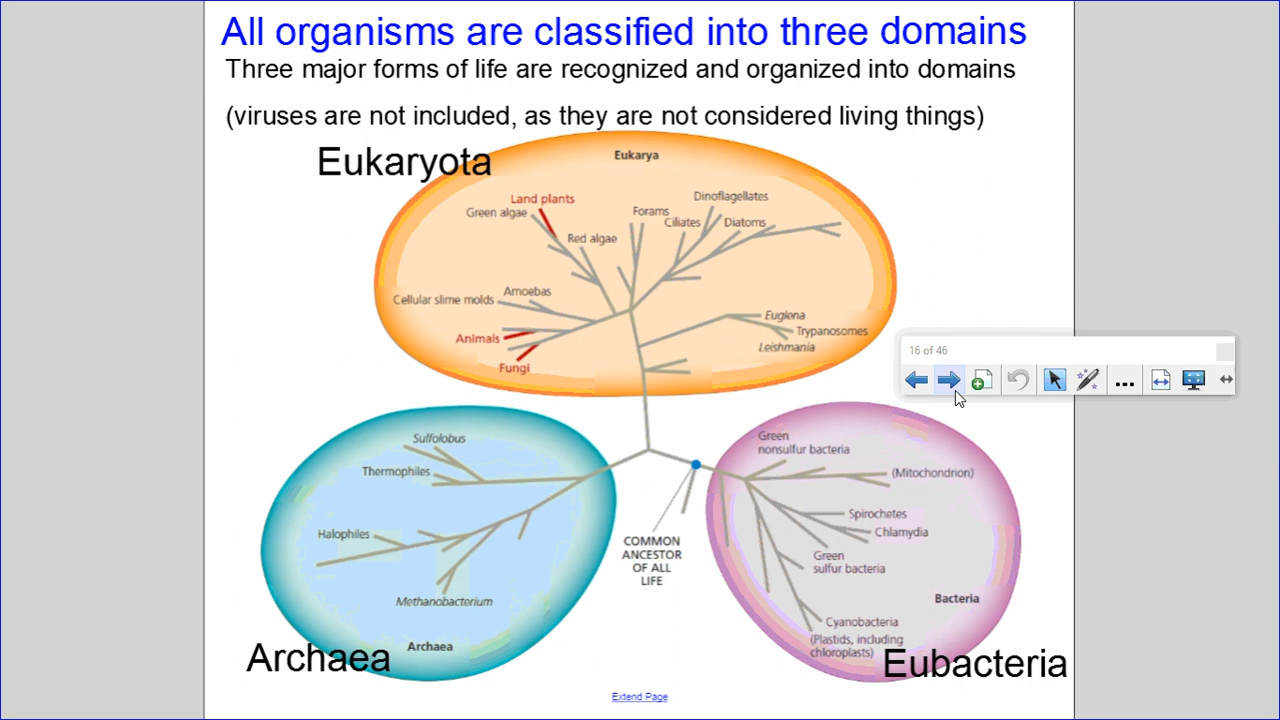 All organisms are classified into three domains
Three major forms of life are recognized and organized into domains
(viruses are not included, as they are not considered living things)
Eukaryota
Eukarya
Land plants
Green algae
Red algae
Forams
Dinoflagellates
Ciliates
Diatoms
Cellular slime molds
Amoebas
Animals
Fungi
Euglena
Trypanosomes
Leishmania
16 of 46
Sulfolobus
Thermophiles
Halophiles
Methanobacterium
Archaea
Archaea
COMMON
ANCESTOR
OF ALL
LIFE
Green
nonsulfur bacteria
(Mitochondrion)
Spirochetes
Chlamydia
Green
sulfur bacteria
Bacteria
Cyanobacteria
(Plastids, including
chloroplasts)
Eubacteria
Extend Page